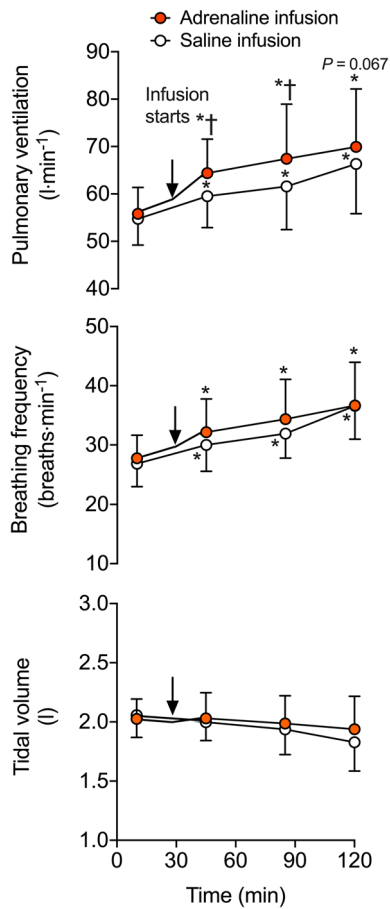 Adrenaline infusion
Saline infusion
90
80
70
60
50
40
Pulmonary ventilation
(l·min⁻¹)
Infusion
starts
*†
*†
P = 0.067
*
*
*
*
50
40
30
20
10
Breathing frequency
(breaths·min⁻¹)
*
*
*
*
*
*
3.0
2.5
2.0
1.5
1.0
Tidal volume
(l)
0
30
60
90
120
Time (min)